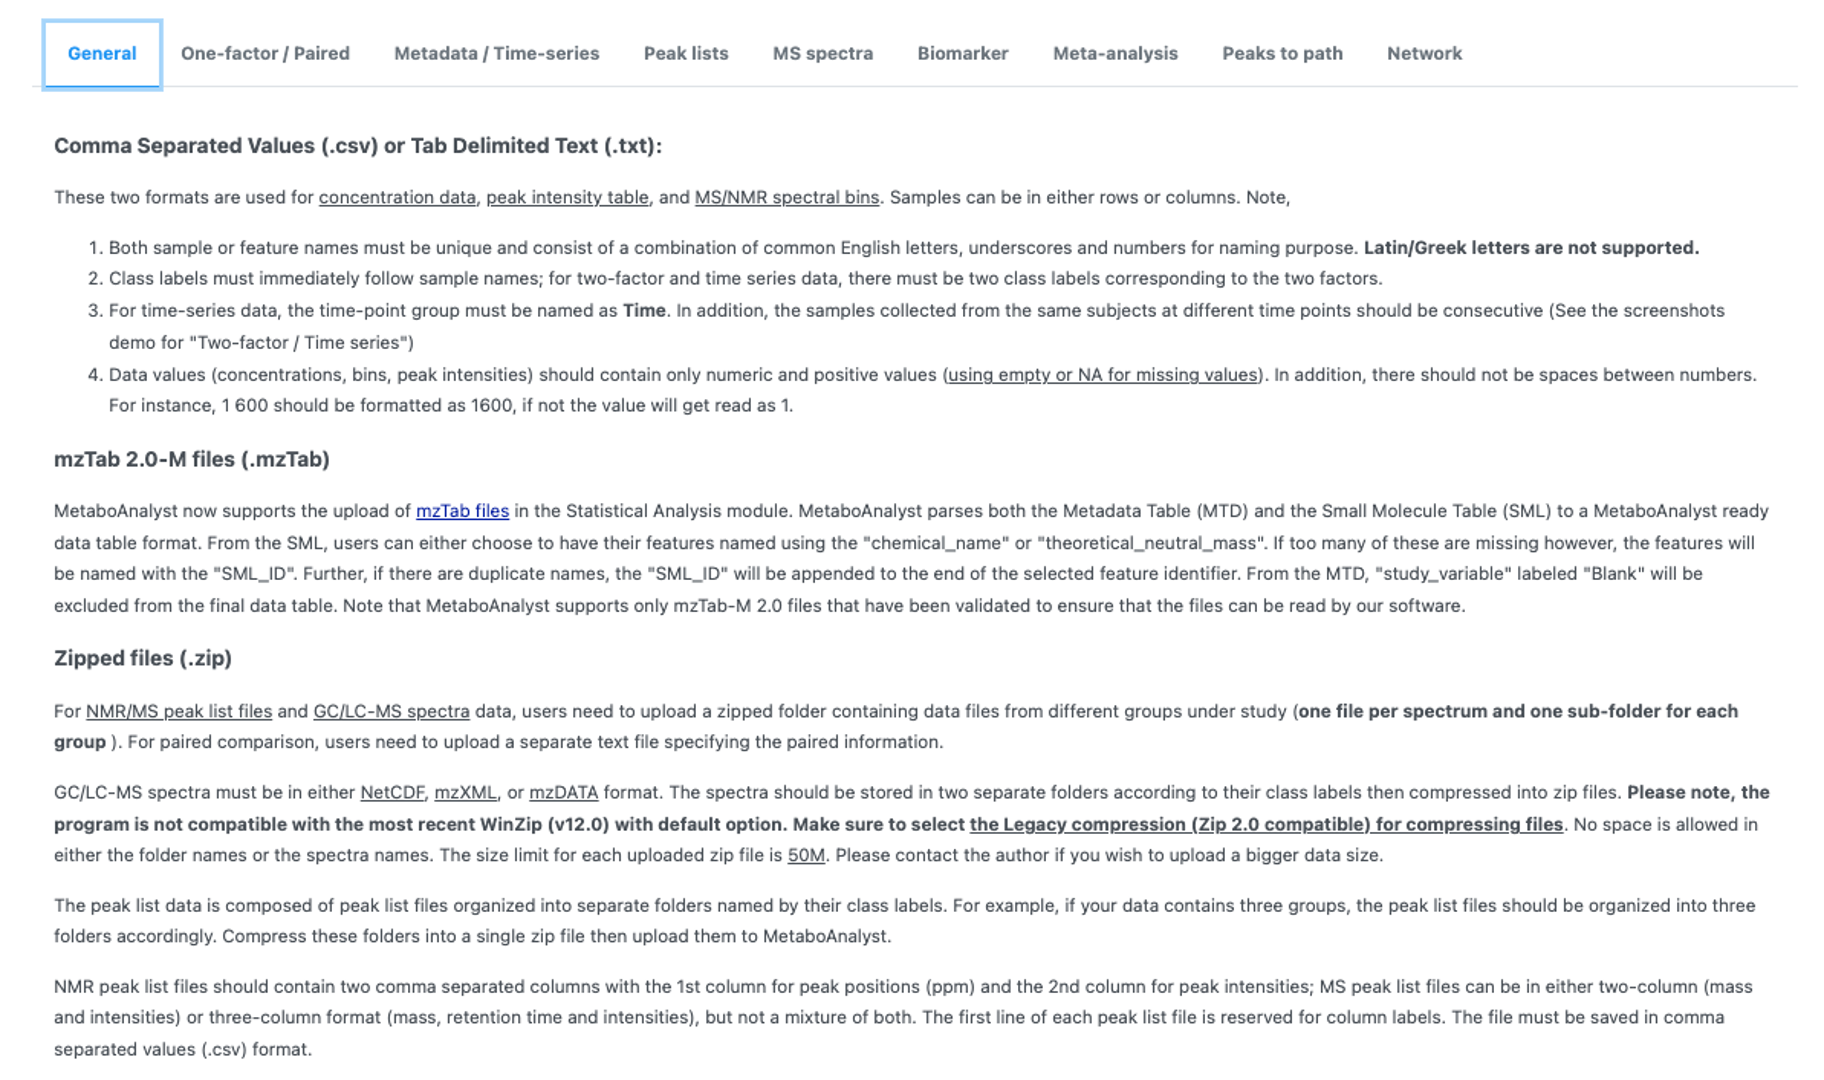 General One-factor / Paired Metadata / Time-series Peak lists MS spectra Biomarker Meta-analysis Peaks to path Network
Comma Separated Values (.csv) or Tab Delimited Text (.txt):
These two formats are used for concentration data, peak intensity table, and MS/NMR spectral bins. Samples can be in either rows or columns. Note,
1. Both sample or feature names must be unique and consist of a combination of common English letters, underscores and numbers for naming purpose. Latin/Greek letters are not supported.
2. Class labels must immediately follow sample names; for two-factor and time series data, there must be two class labels corresponding to the two factors.
3. For time-series data, the time-point group must be named as Time. In addition, the samples collected from the same subjects at different time points should be consecutive (See the screenshots
demo for "Two-factor / Time series")
4. Data values (concentrations, bins, peak intensities) should contain only numeric and positive values (using empty or NA for missing values). In addition, there should not be spaces between numbers.
For instance, 1 600 should be formatted as 1600, if not the value will get read as 1.
mzTab 2.0-M files (.mzTab)
MetaboAnalyst now supports the upload of mzTab files in the Statistical Analysis module. MetaboAnalyst parses both the Metadata Table (MTD) and the Small Molecule Table (SML) to a MetaboAnalyst ready
data table format. From the SML, users can either choose to have their features named using the "chemical_name" or "theoretical_neutral_mass". If too many of these are missing however, the features will
be named with the "SML_ID". Further, if there are duplicate names, the "SML_ID" will be appended to the end of the selected feature identifier. From the MTD, "study_variable" labeled "Blank" will be
excluded from the final data table. Note that MetaboAnalyst supports only mzTab-M 2.0 files that have been validated to ensure that the files can be read by our software.
Zipped files (.zip)
For NMR/MS peak list files and GC/LC-MS spectra data, users need to upload a zipped folder containing data files from different groups under study (one file per spectrum and one sub-folder for each
group ). For paired comparison, users need to upload a separate text file specifying the paired information.
GC/LC-MS spectra must be in either NetCDF, mzXML, or mzDATA format. The spectra should be stored in two separate folders according to their class labels then compressed into zip files. Please note, the
program is not compatible with the most recent WinZip (v12.0) with default option. Make sure to select the Legacy compression (Zip 2.0 compatible) for compressing files. No space is allowed in
either the folder names or the spectra names. The size limit for each uploaded zip file is 50M. Please contact the author if you wish to upload a bigger data size.
The peak list data is composed of peak list files organized into separate folders named by their class labels. For example, if your data contains three groups, the peak list files should be organized into three
folders accordingly. Compress these folders into a single zip file then upload them to MetaboAnalyst.
NMR peak list files should contain two comma separated columns with the 1st column for peak positions (ppm) and the 2nd column for peak intensities; MS peak list files can be in either two-column (mass
and intensities) or three-column format (mass, retention time and intensities), but not a mixture of both. The first line of each peak list file is reserved for column labels. The file must be saved in comma
separated values (.csv) format.